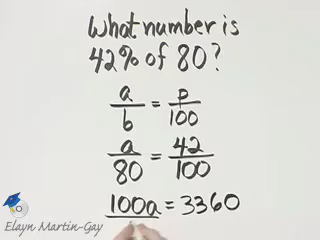 What number is
42% of 80?
a/b = p/100
a/80 = 42/100
100a = 3360
Elayn Martin-Gay